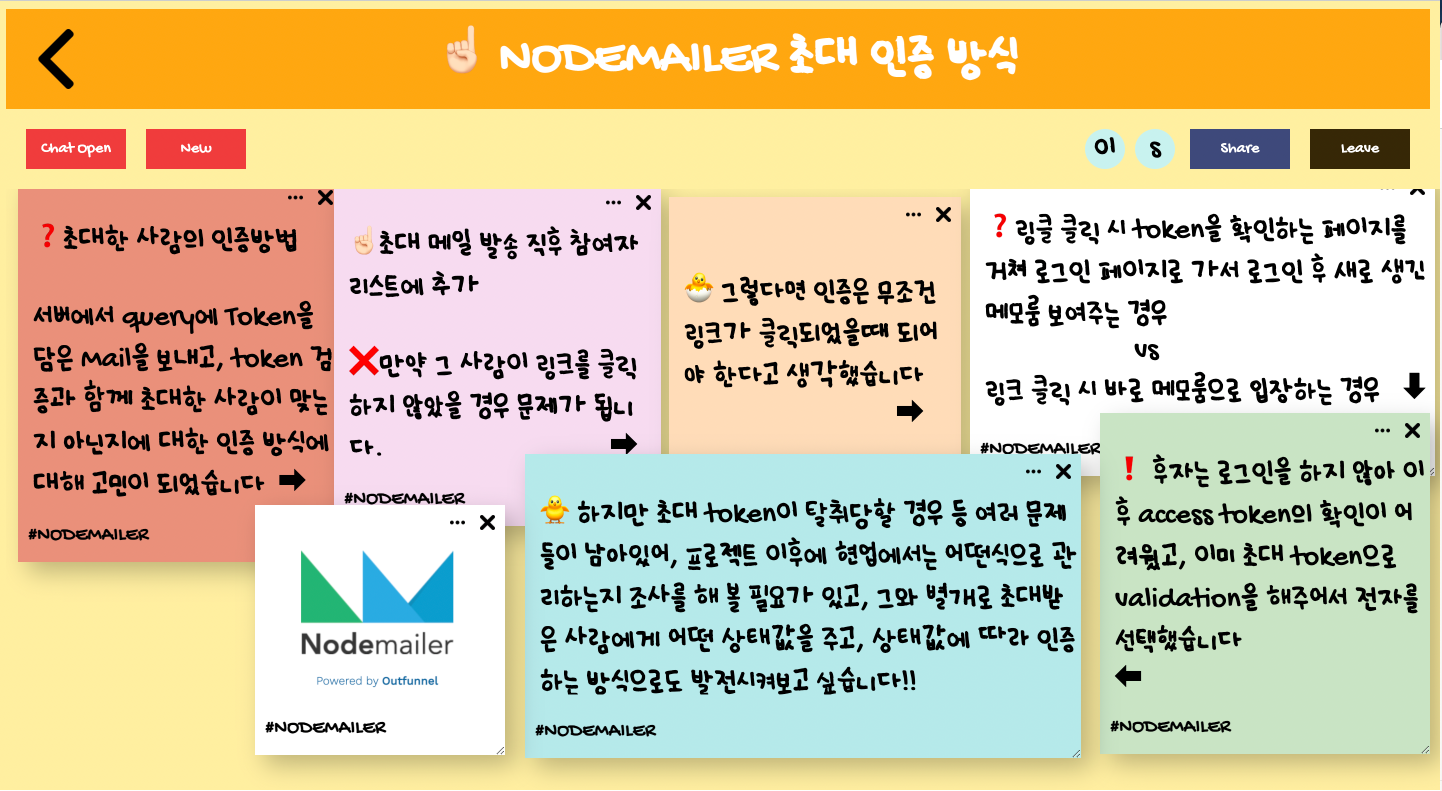 ☝🏻 NODEMAILER 초대 인증 방식
Chat Open
New
이
S
Share
Leave
❓초대한 사람의 인증방법
서버에서 query에 Token을
담은 Mail을 보내고, token 검
증과 함께 초대한 사람이 맞는
지 아닌지에 대한 인증 방식에
대해 고민이 되었습니다 ➡
#NODEMAILER
☝🏻초대 메일 발송 직후 참여자
리스트에 추가
❌만약 그 사람이 링크를 클릭
하지 않았을 경우 문제가 됩니
다. ➡
#NODEMAILER
🐣 그렇다면 인증은 무조건
링크가 클릭되었을때 되어
야 한다고 생각했습니다
➡
❓링클 클릭 시 token을 확인하는 페이지를
거쳐 로그인 페이지로 가서 로그인 후 새로 생긴
메모룸 보여주는 경우
vs
링크 클릭 시 바로 메모룸으로 입장하는 경우 ⬇
#NODEMAILER
❗ 후자는 로그인을 하지 않아 이
후 access token의 확인이 어
려웠고, 이미 초대 token으로
validation을 해주어서 전자를
선택했습니다
⬅
#NODEMAILER
🐥 하지만 초대 token이 탈취당할 경우 등 여러 문제
들이 남아있어, 프로젝트 이후에 현업에서는 어떤식으로 관
리하는지 조사를 해 볼 필요가 있고, 그와 별개로 초대받
은 사람에게 어떤 상태값을 주고, 상태값에 따라 인증
하는 방식으로도 발전시켜보고 싶습니다!!
#NODEMAILER
Nodemailer
Powered by Outfunnel
#NODEMAILER